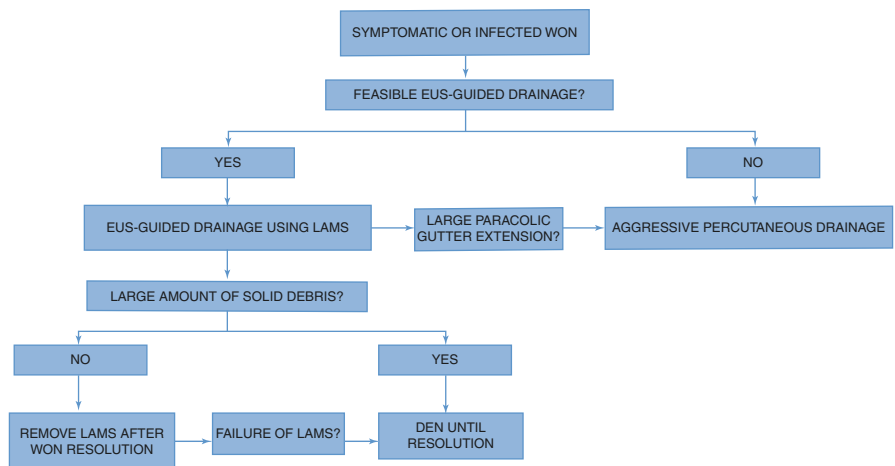 SYMPTOMATIC OR INFECTED WON
FEASIBLE EUS-GUIDED DRAINAGE?
YES
NO
EUS-GUIDED DRAINAGE USING LAMS
LARGE PARACOLIC
GUTTER EXTENSION?
AGGRESSIVE PERCUTANEOUS DRAINAGE
LARGE AMOUNT OF SOLID DEBRIS?
NO
YES
REMOVE LAMS AFTER
WON RESOLUTION
FAILURE OF LAMS?
DEN UNTIL
RESOLUTION